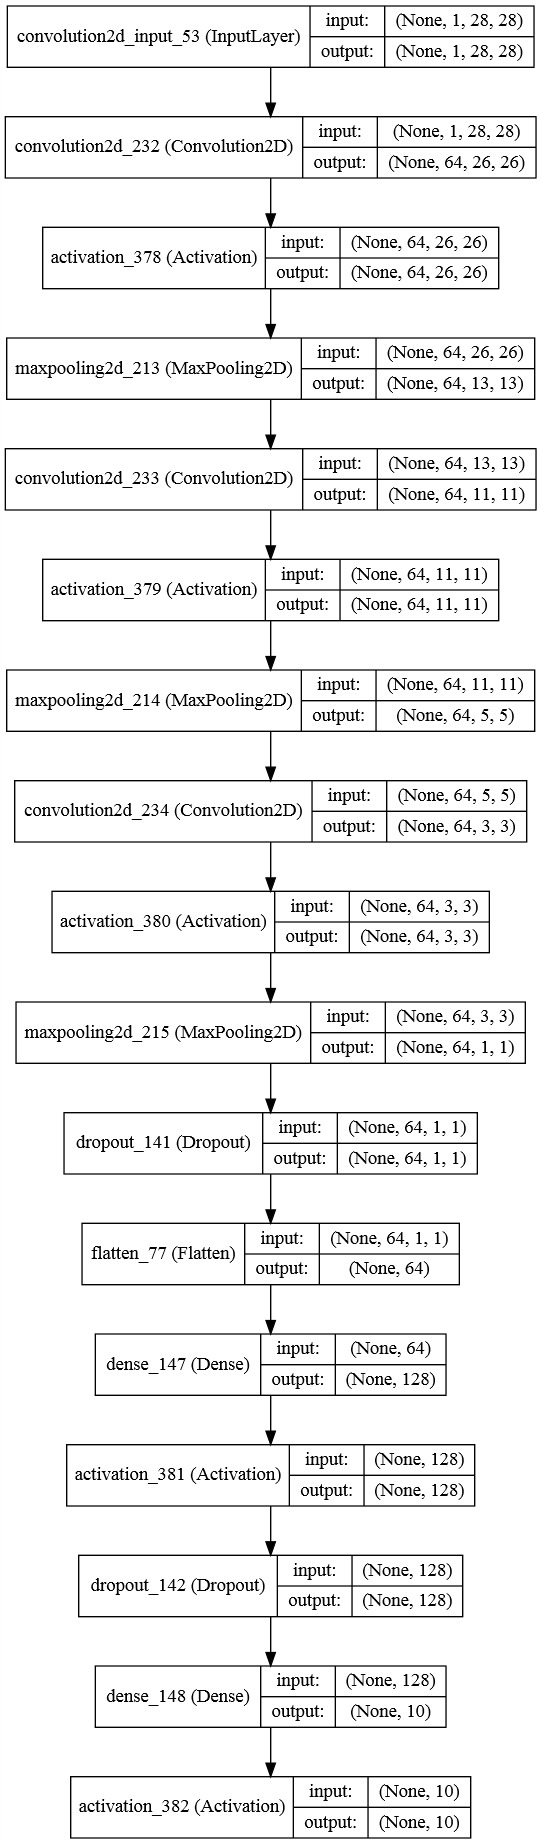 convolution2d_input_53 (InputLayer)
input: (None, 1, 28, 28)
output: (None, 1, 28, 28)
convolution2d_232 (Convolution2D)
input: (None, 1, 28, 28)
output: (None, 64, 26, 26)
activation_378 (Activation)
input: (None, 64, 26, 26)
output: (None, 64, 26, 26)
maxpooling2d_213 (MaxPooling2D)
input: (None, 64, 26, 26)
output: (None, 64, 13, 13)
convolution2d_233 (Convolution2D)
input: (None, 64, 13, 13)
output: (None, 64, 11, 11)
activation_379 (Activation)
input: (None, 64, 11, 11)
output: (None, 64, 11, 11)
maxpooling2d_214 (MaxPooling2D)
input: (None, 64, 11, 11)
output: (None, 64, 5, 5)
convolution2d_234 (Convolution2D)
input: (None, 64, 5, 5)
output: (None, 64, 3, 3)
activation_380 (Activation)
input: (None, 64, 3, 3)
output: (None, 64, 3, 3)
maxpooling2d_215 (MaxPooling2D)
input: (None, 64, 3, 3)
output: (None, 64, 1, 1)
dropout_141 (Dropout)
input: (None, 64, 1, 1)
output: (None, 64, 1, 1)
flatten_77 (Flatten)
input: (None, 64, 1, 1)
output: (None, 64)
dense_147 (Dense)
input: (None, 64)
output: (None, 128)
activation_381 (Activation)
input: (None, 128)
output: (None, 128)
dropout_142 (Dropout)
input: (None, 128)
output: (None, 128)
dense_148 (Dense)
input: (None, 128)
output: (None, 10)
activation_382 (Activation)
input: (None, 10)
output: (None, 10)